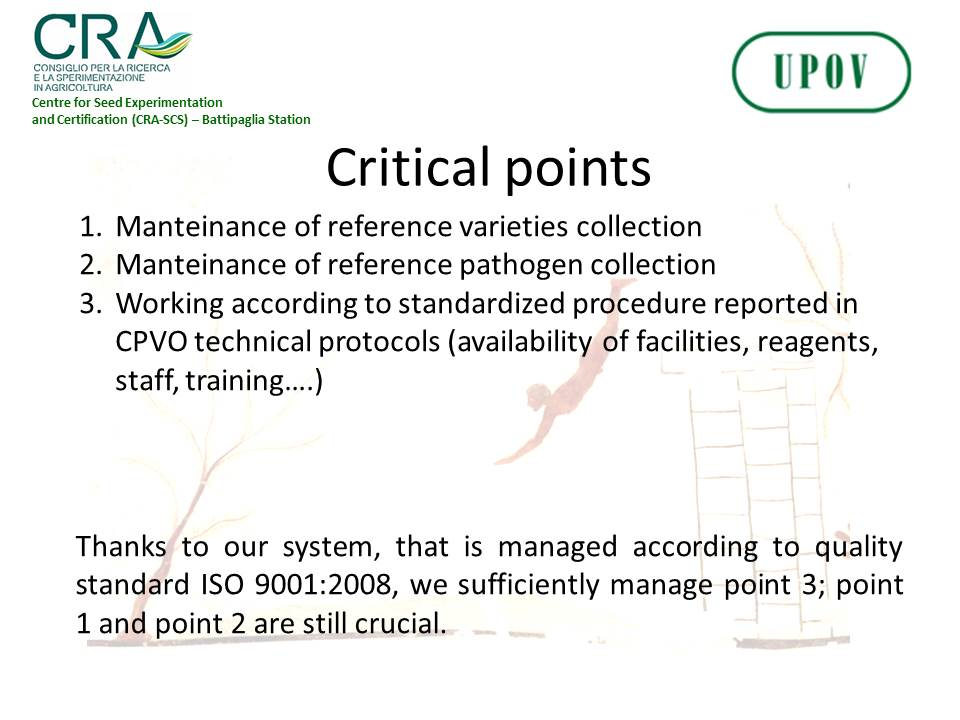 CRA
CONSIGLIO PER LA RICERCA
E LA SPERIMENTAZIONE
IN AGRICOLTURA
Centre for Seed Experimentation
and Certification (CRA-SCS) – Battipaglia Station
UPOV
Critical points
1. Manteinance of reference varieties collection
2. Manteinance of reference pathogen collection
3. Working according to standardized procedure reported in
CPVO technical protocols (availability of facilities, reagents,
staff, training….)
Thanks to our system, that is managed according to quality
standard ISO 9001:2008, we sufficiently manage point 3; point
1 and point 2 are still crucial.